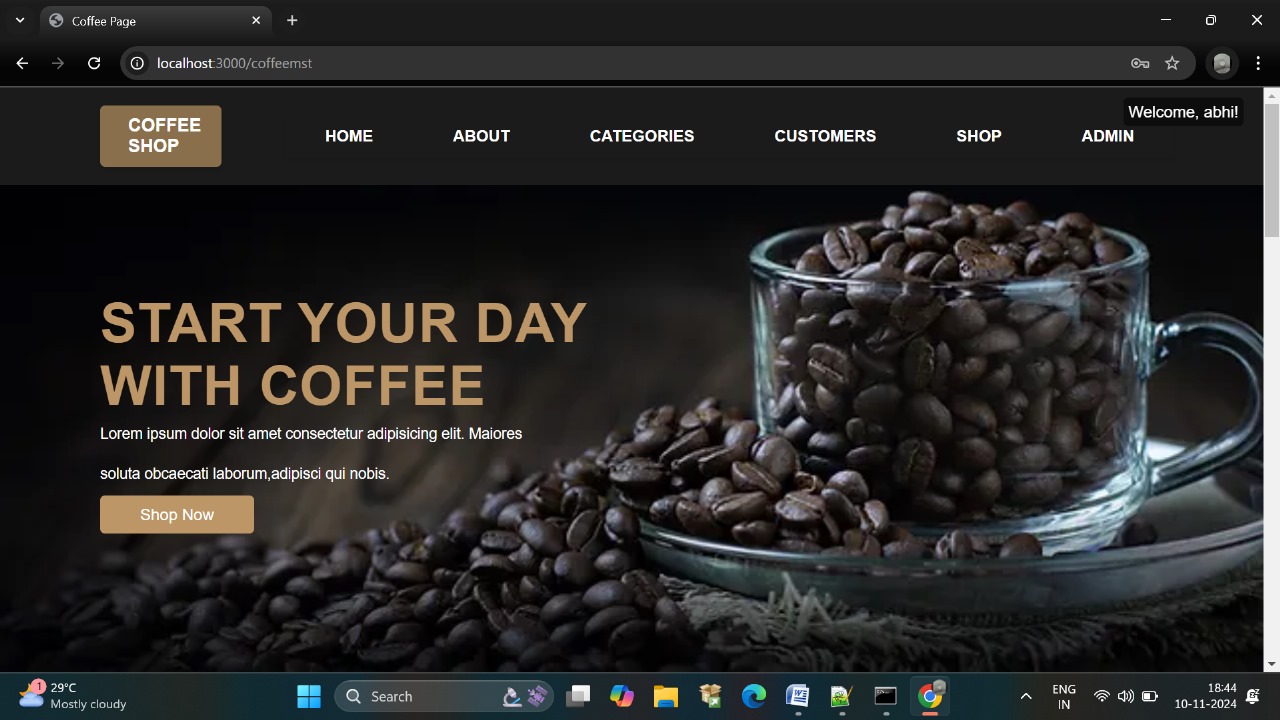 Coffee Page
localhost:3000/coffeemst
Welcome, abhi!
COFFEE
SHOP
HOME
ABOUT
CATEGORIES
CUSTOMERS
SHOP
ADMIN
START YOUR DAY
WITH COFFEE
Lorem ipsum dolor sit amet consectetur adipisicing elit. Maiores
soluta obcaecati laborum,adipisci qui nobis.
Shop Now
1
29°C
Mostly cloudy
Search
ENG
IN
18:44
10-11-2024